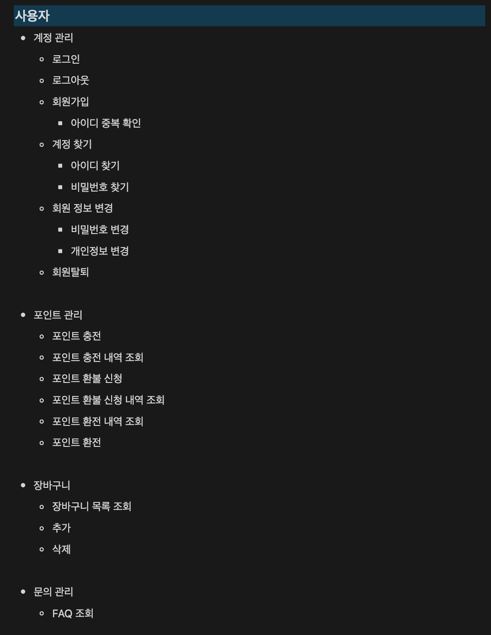 사용자
계정 관리
로그인
로그아웃
회원가입
아이디 중복 확인
계정 찾기
아이디 찾기
비밀번호 찾기
회원 정보 변경
비밀번호 변경
개인정보 변경
회원탈퇴
포인트 관리
포인트 충전
포인트 충전 내역 조회
포인트 환불 신청
포인트 환불 신청 내역 조회
포인트 환전 내역 조회
포인트 환전
장바구니
장바구니 목록 조회
추가
삭제
문의 관리
FAQ 조회